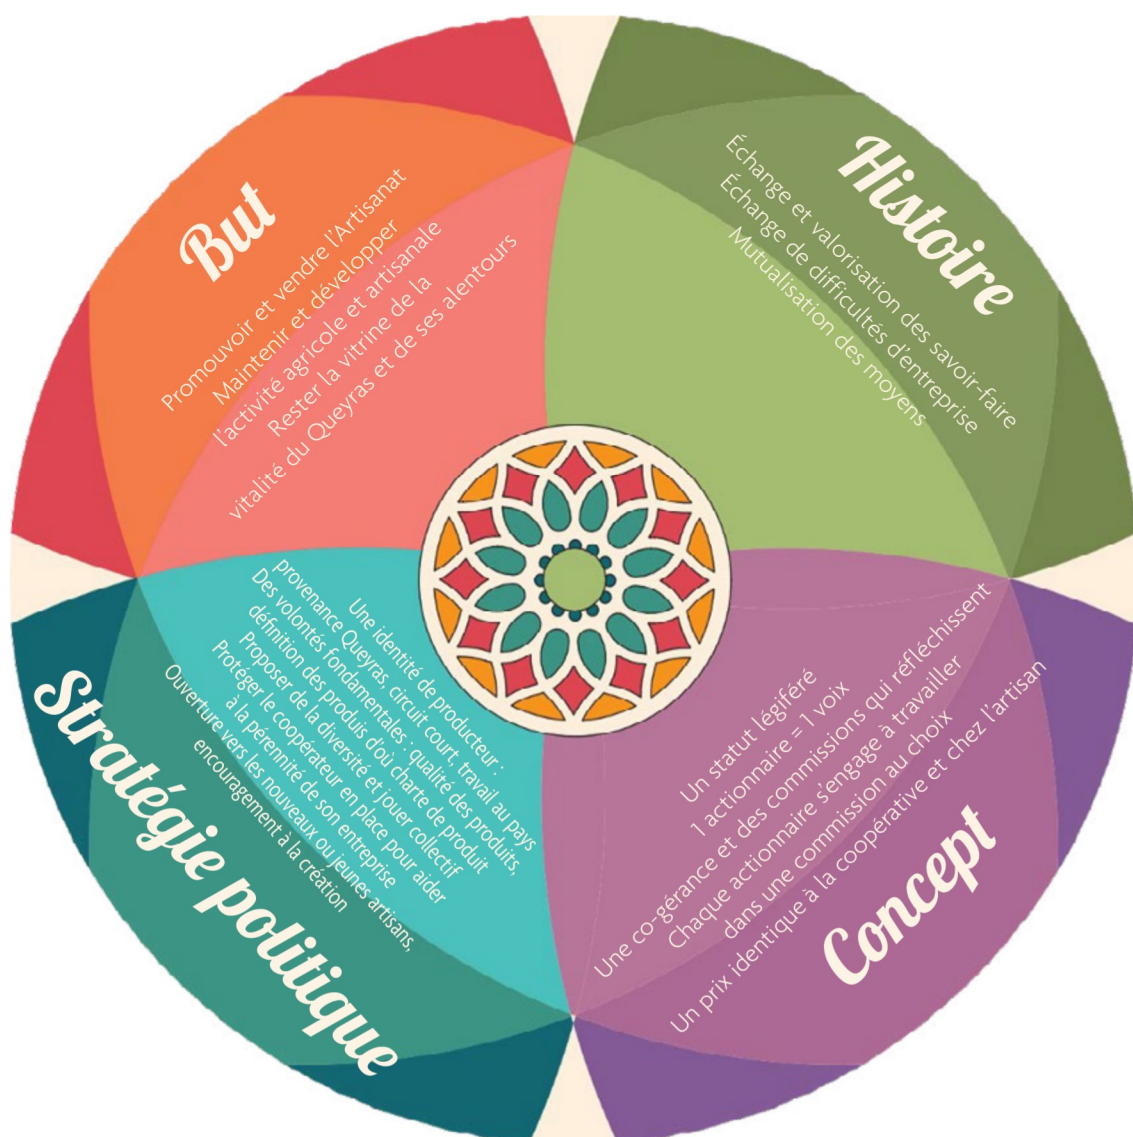 But
Promouvoir et vendre l'Artisanat
Maintenir et développer
l'activité agricole et artisanale
Rester la vitrine de la
vitalité du Queyras et de ses alentours
Histoire
Échange et valorisation des savoir-faire
Échange de difficultés d'entreprise
Mutualisation des moyens
Stratégie politique
Une identité de producteur :
provenance Queyras, circuit court, travail au pays
Des volontés fondamentales : qualité des produits,
définition des produits d'où charte de produit
Proposer de la diversité et jouer collectif
Protéger le coopérateur en place pour aider
à la pérennité de son entreprise
Ouverture vers les nouveaux ou jeunes artisans,
encouragement à la création
Concept
Un statut légiféré
1 actionnaire = 1 voix
Une co-gérance et des commissions qui réfléchissent
Chaque actionnaire s'engage à travailler
dans une commission au choix
Un prix identique à la coopérative et chez l'artisan